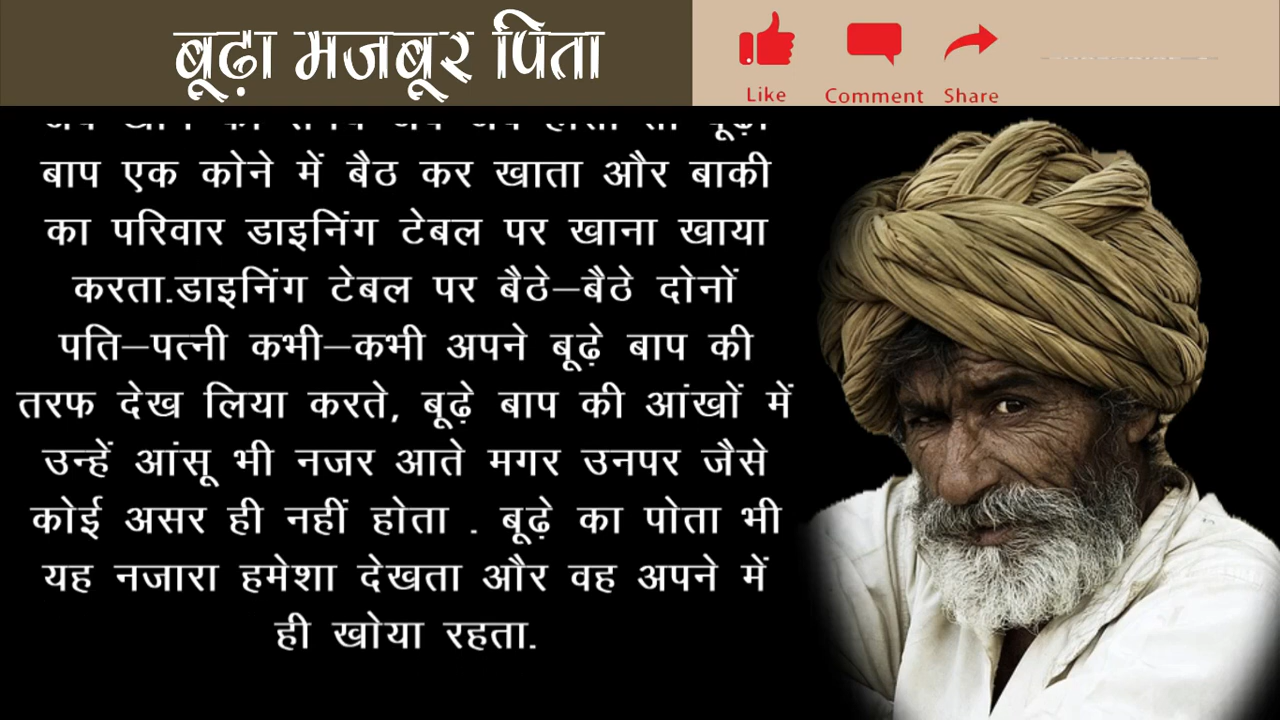 बूढ़ा मजबूर पिता
Like
Comment
Share
बाप एक कोने में बैठ कर खाता और बाकी
का परिवार डाइनिंग टेबल पर खाना खाया
करता.डाइनिंग टेबल पर बैठे–बैठे दोनों
पति–पत्नी कभी–कभी अपने बूढ़े बाप की
तरफ देख लिया करते, बूढ़े बाप की आंखों में
उन्हें आंसू भी नजर आते मगर उनपर जैसे
कोई असर ही नहीं होता . बूढ़े का पोता भी
यह नजारा हमेशा देखता और वह अपने में
ही खोया रहता.